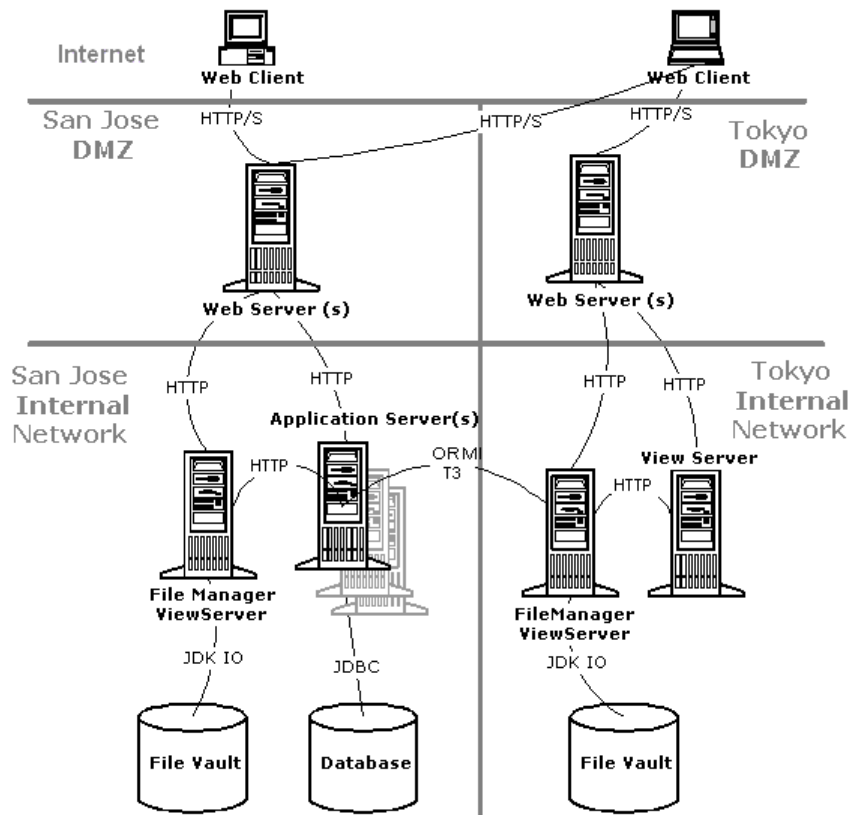 Internet
Web Client
Web Client
San Jose
DMZ
HTTP/S
HTTP/S
HTTP/S
Tokyo
DMZ
Web Server (s)
Web Server (s)
San Jose
Internal
Network
HTTP
HTTP
HTTP
HTTP
Tokyo
Internal
Network
Application Server(s)
HTTP
ORMI
T3
View Server
HTTP
File Manager
ViewServer
FileManager
ViewServer
JDK IO
JDBC
JDK IO
File Vault
Database
File Vault